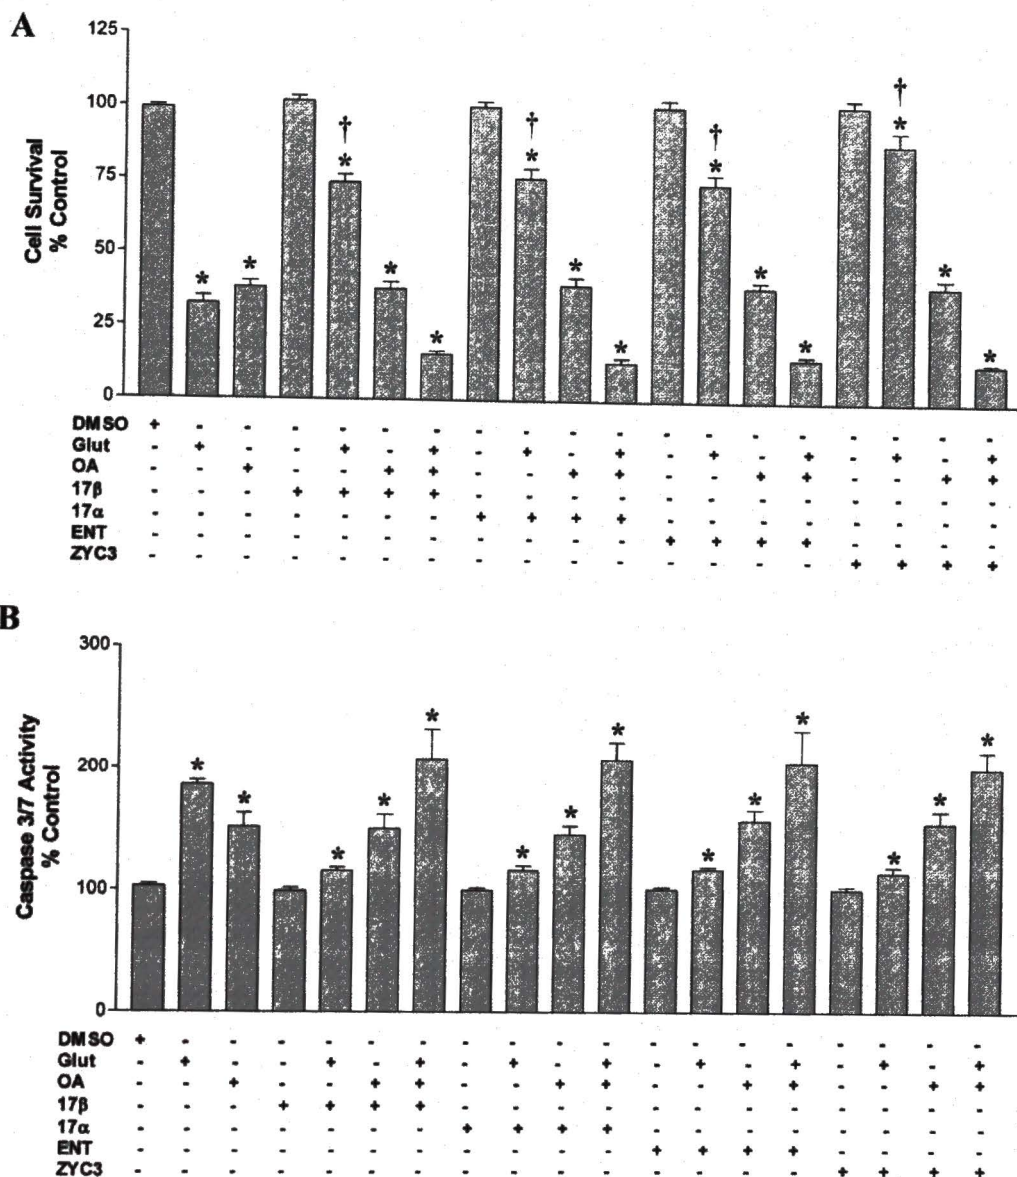 A
Cell Survival
% Control
125
100
75
50
25
0
* * † * * * † * * * † * * * † * * *
DMSO + - - - - - - - - - - - - - - - - - -
Glut - + - - + - + - + - + - + - + - + - +
OA - - + - - + + - - + + - - + + - - + +
17β - - - + + + + - - - - - - - - - - - -
17α - - - - - - - + + + + - - - - - - - -
ENT - - - - - - - - - - - + + + + - - - -
ZYC3 - - - - - - - - - - - - - - - + + + +
B
Caspase 3/7 Activity
% Control
300
200
100
0
* * * * * * * * * * * * * *
DMSO + - - - - - - - - - - - - - - - - - -
Glut - + - - + - + - + - + - + - + - + - +
OA - - + - - + + - - + + - - + + - - + +
17β - - - + + + + - - - - - - - - - - - -
17α - - - - - - - + + + + - - - - - - - -
ENT - - - - - - - - - - - + + + + - - - -
ZYC3 - - - - - - - - - - - - - - - + + + +